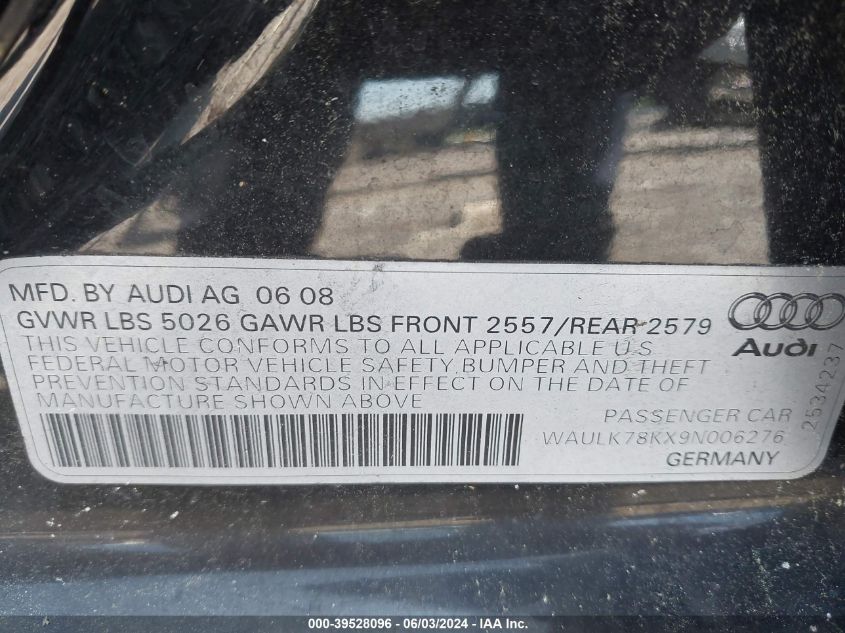 MFD. BY AUDI AG 06 08
GVWR LBS 5026 GAWR LBS FRONT 2557/REAR 2579
THIS VEHICLE CONFORMS TO ALL APPLICABLE U.S
FEDERAL MOTOR VEHICLE SAFETY, BUMPER AND THEFT
PREVENTION STANDARDS IN EFFECT ON THE DATE OF
MANUFACTURE SHOWN ABOVE
Audi
2534237
PASSENGER CAR
WAULK78KX9N006276
GERMANY
000-39528096 - 06/03/2024 - IAA Inc.